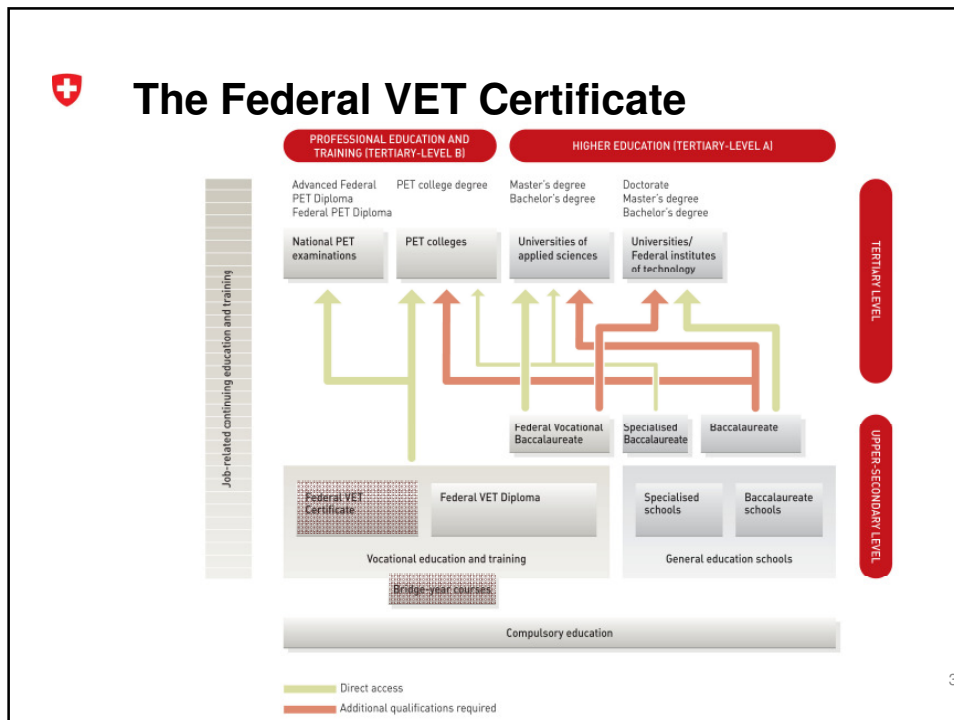 The Federal VET Certificate
PROFESSIONAL EDUCATION AND
TRAINING (TERTIARY-LEVEL B)
HIGHER EDUCATION (TERTIARY-LEVEL A)
Advanced Federal
PET Diploma
Federal PET Diploma
PET college degree
Master's degree
Bachelor's degree
Doctorate
Master's degree
Bachelor's degree
National PET
examinations
PET colleges
Universities of
applied sciences
Universities/
Federal institutes
of technology
TERTIARY LEVEL
Job-related continuing education and training
Federal Vocational
Baccalaureate
Specialised
Baccalaureate
Baccalaureate
UPPER-SECONDARY LEVEL
Federal VET
Certificate
Federal VET Diploma
Specialised
schools
Baccalaureate
schools
Vocational education and training
General education schools
Bridge-year courses
Compulsory education
Direct access
Additional qualifications required
3